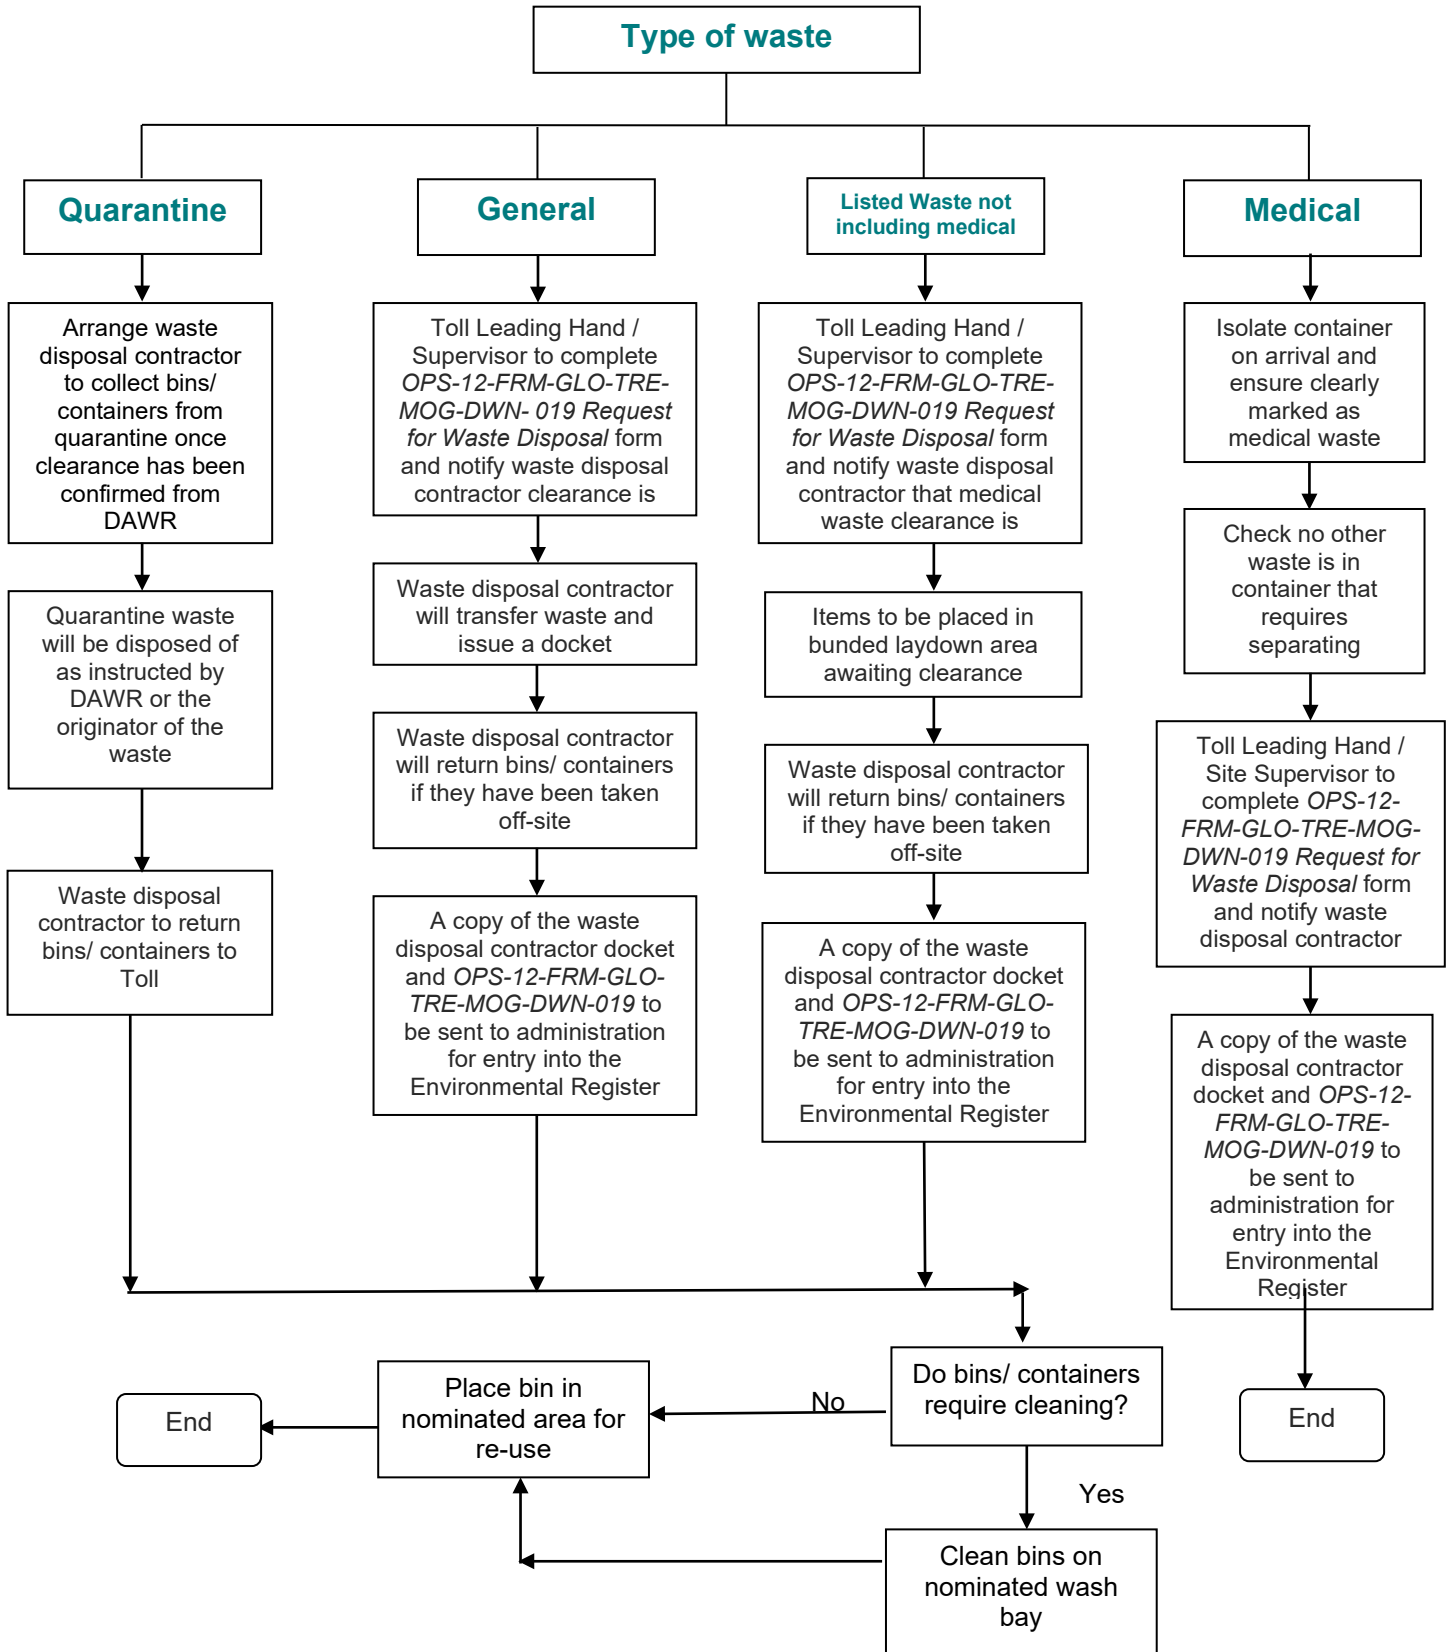 Type of waste
Quarantine
Arrange waste
disposal contractor
to collect bins/
containers from
quarantine once
clearance has been
confirmed from
DAWR
Quarantine waste
will be disposed of
as instructed by
DAWR or the
originator of the
waste
Waste disposal
contractor to return
bins/ containers to
Toll
General
Toll Leading Hand /
Supervisor to complete
OPS-12-FRM-GLO-TRE-
MOG-DWN- 019 Request
for Waste Disposal form
and notify waste disposal
contractor clearance is
Waste disposal contractor
will transfer waste and
issue a docket
Waste disposal contractor
will return bins/ containers
if they have been taken
off-site
A copy of the waste
disposal contractor docket
and OPS-12-FRM-GLO-
TRE-MOG-DWN-019 to
be sent to administration
for entry into the
Environmental Register
Listed Waste not
including medical
Toll Leading Hand /
Supervisor to complete
OPS-12-FRM-GLO-TRE-
MOG-DWN-019 Request
for Waste Disposal form
and notify waste disposal
contractor that medical
waste clearance is
Items to be placed in
bunded laydown area
awaiting clearance
Waste disposal contractor
will return bins/ containers
if they have been taken
off-site
A copy of the waste
disposal contractor docket
and OPS-12-FRM-GLO-
TRE-MOG-DWN-019 to
be sent to administration
for entry into the
Environmental Register
Medical
Isolate container
on arrival and
ensure clearly
marked as
medical waste
Check no other
waste is in
container that
requires
separating
Toll Leading Hand /
Site Supervisor to
complete OPS-12-
FRM-GLO-TRE-MOG-
DWN-019 Request for
Waste Disposal form
and notify waste
disposal contractor
A copy of the waste
disposal contractor
docket and OPS-12-
FRM-GLO-TRE-
MOG-DWN-019 to
be sent to
administration for
entry into the
Environmental
Register
End
Do bins/ containers
require cleaning?
No
Place bin in
nominated area for
re-use
End
Yes
Clean bins on
nominated wash
bay